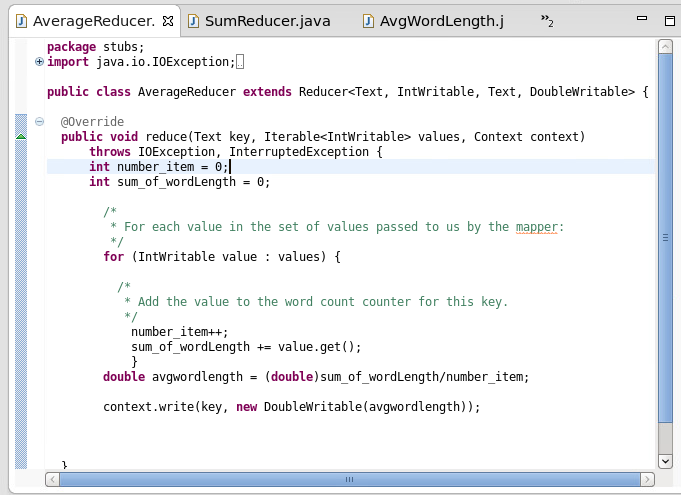 AverageReducer. SumReducer.java AvgWordLength.j »2
package stubs;
import java.io.IOException;
public class AverageReducer extends Reducer<Text, IntWritable, Text, DoubleWritable> {
@Override
public void reduce(Text key, Iterable<IntWritable> values, Context context)
throws IOException, InterruptedException {
int number_item = 0;
int sum_of_wordLength = 0;
/*
* For each value in the set of values passed to us by the mapper:
*/
for (IntWritable value : values) {
/*
* Add the value to the word count counter for this key.
*/
number_item++;
sum_of_wordLength += value.get();
}
double avgwordlength = (double)sum_of_wordLength/number_item;
context.write(key, new DoubleWritable(avgwordlength));
}